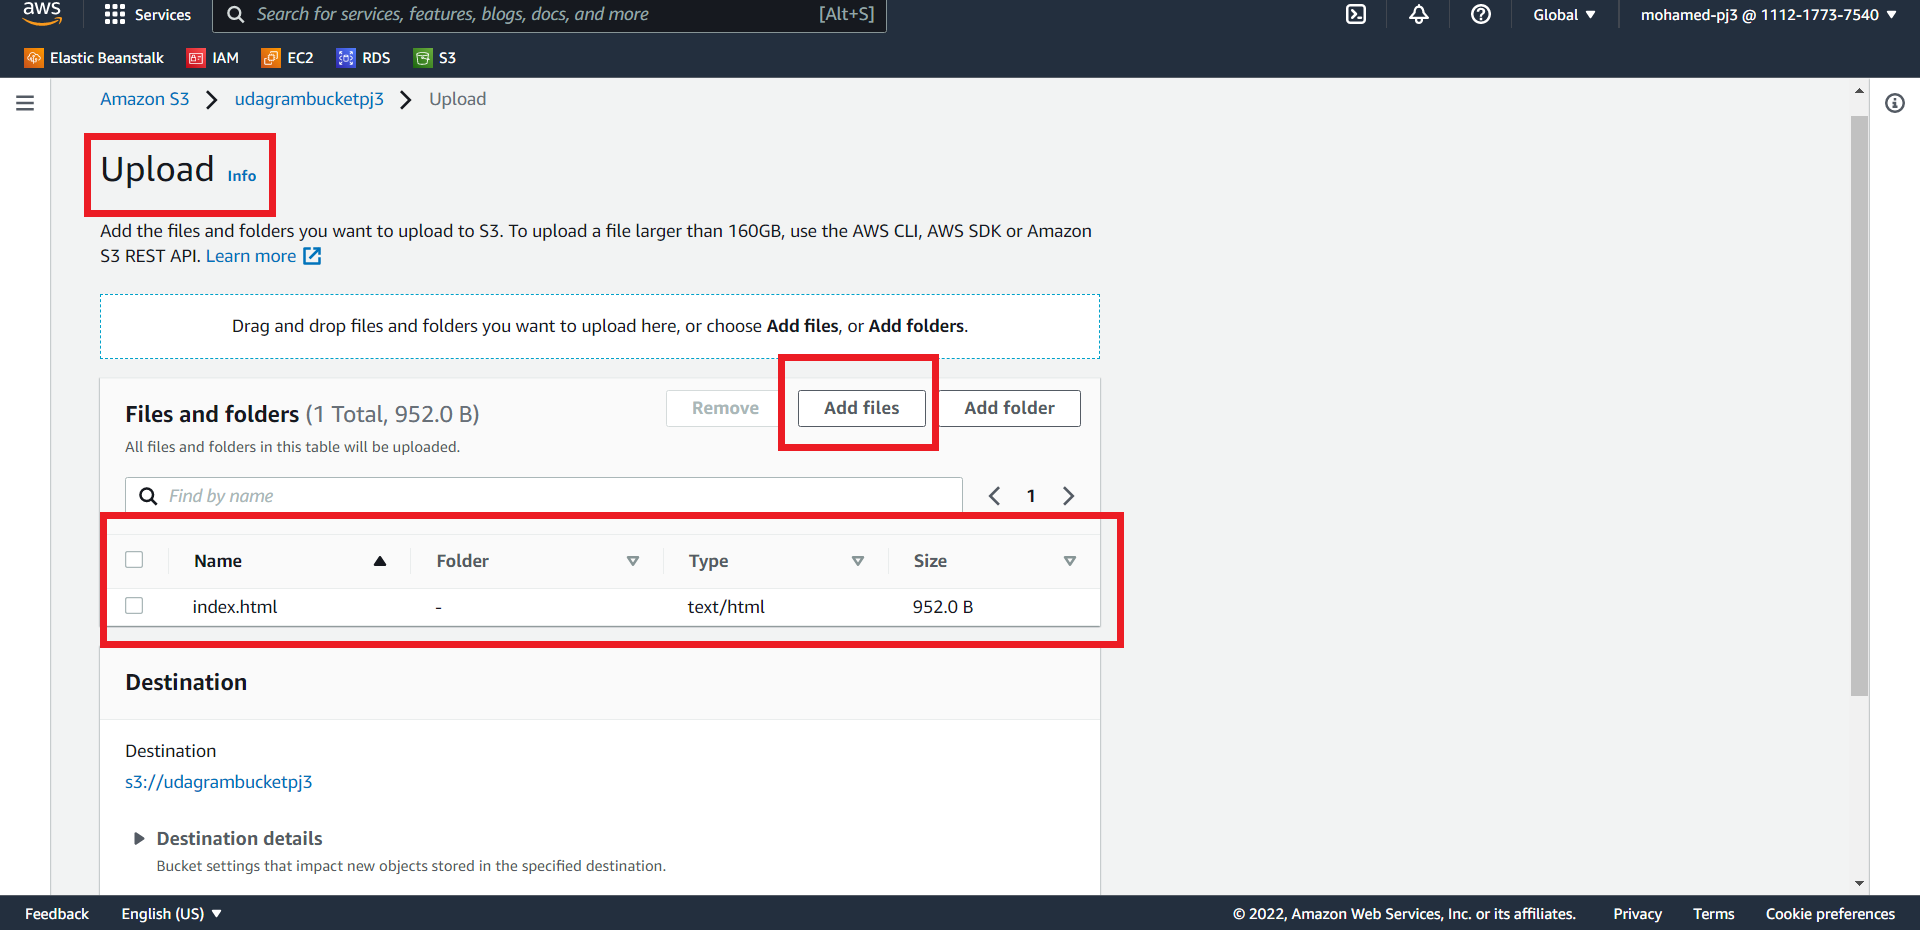 aws Services Search for services, features, blogs, docs, and more [Alt+S] Global mohamed-pj3 @ 1112-1773-7540
Elastic Beanstalk IAM EC2 RDS S3
Amazon S3 udagrambucketpj3 Upload
Upload Info
Add the files and folders you want to upload to S3. To upload a file larger than 160GB, use the AWS CLI, AWS SDK or Amazon
S3 REST API. Learn more
Drag and drop files and folders you want to upload here, or choose Add files, or Add folders.
Files and folders (1 Total, 952.0 B) Remove Add files Add folder
All files and folders in this table will be uploaded.
Find by name 1
Name Folder Type Size
index.html - text/html 952.0 B
Destination
Destination
s3://udagrambucketpj3
Destination details
Bucket settings that impact new objects stored in the specified destination.
Feedback English (US) © 2022, Amazon Web Services, Inc. or its affiliates. Privacy Terms Cookie preferences